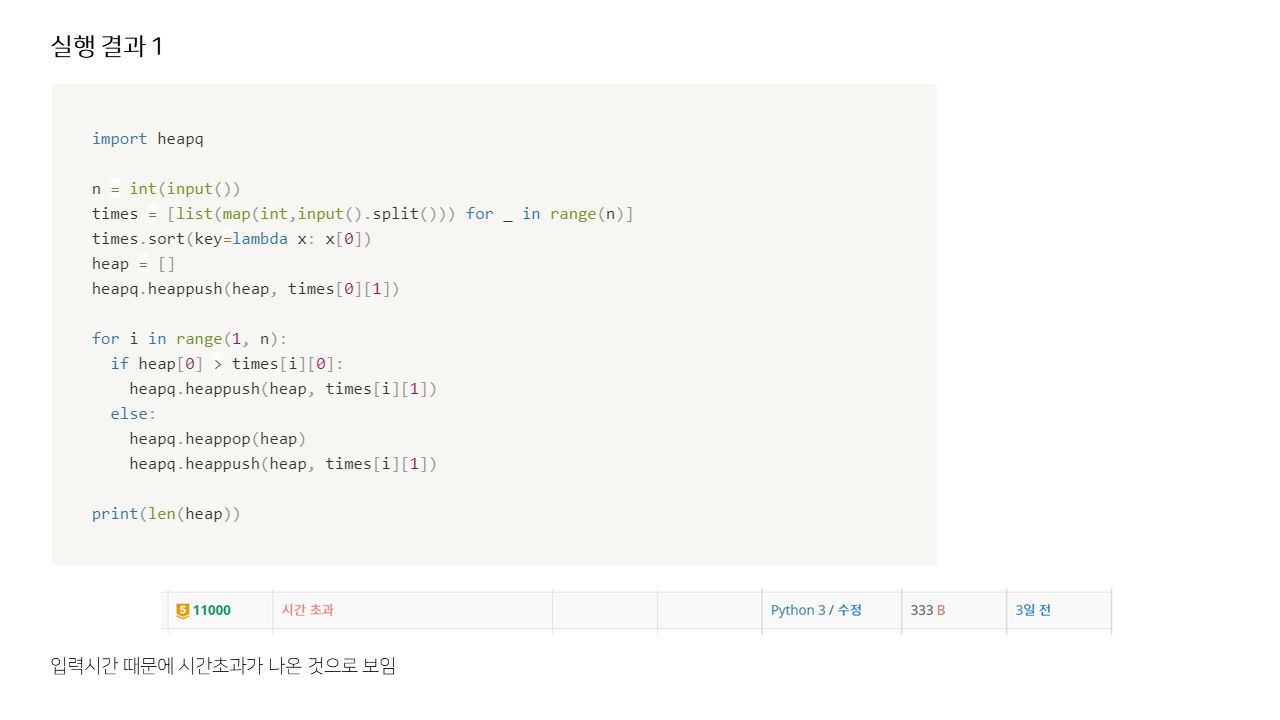 실행 결과 1
import heapq
n = int(input())
times = [list(map(int,input().split())) for _ in range(n)]
times.sort(key=lambda x: x[0])
heap = []
heapq.heappush(heap, times[0][1])
for i in range(1, n):
  if heap[0] > times[i][0]:
    heapq.heappush(heap, times[i][1])
  else:
    heapq.heappop(heap)
    heapq.heappush(heap, times[i][1])
print(len(heap))
5 11000 시간 초과 Python 3 / 수정 333 B 3일 전
입력시간 때문에 시간초과가 나온 것으로 보임